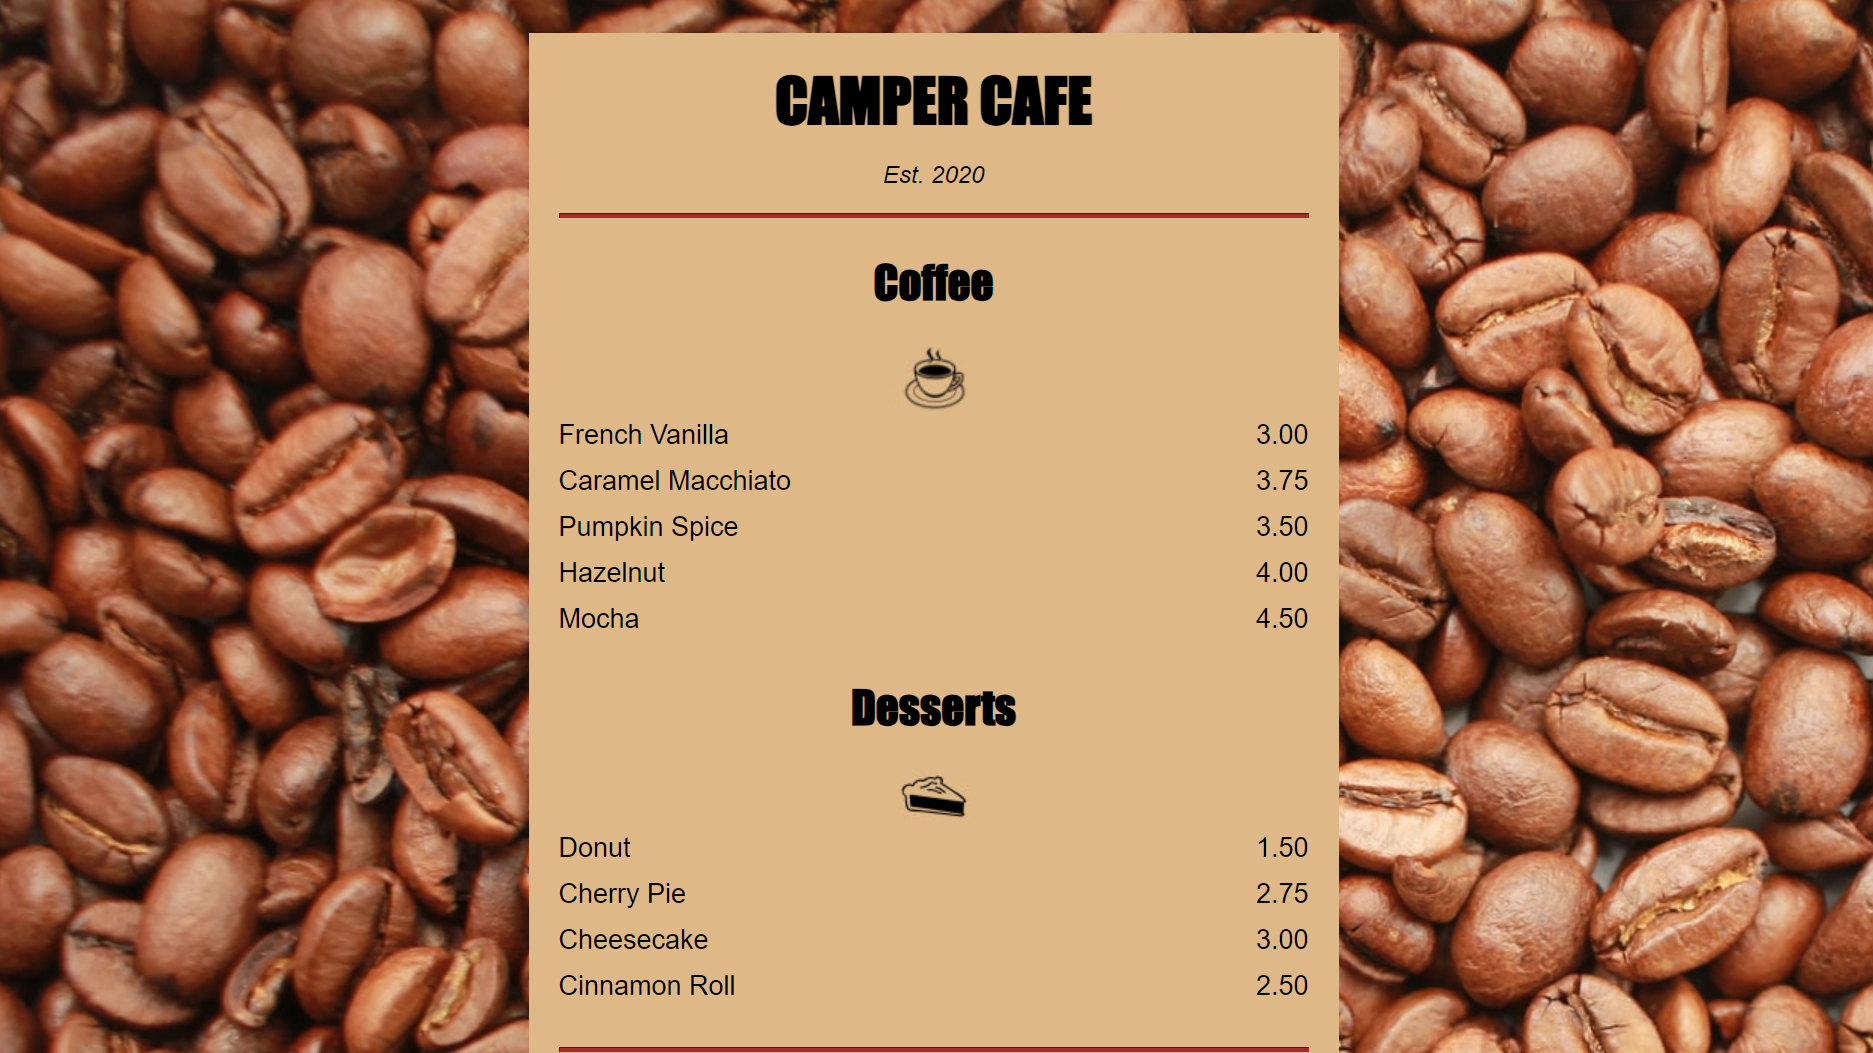 CAMPER CAFE
Est. 2020
Coffee
French Vanilla 3.00
Caramel Macchiato 3.75
Pumpkin Spice 3.50
Hazelnut 4.00
Mocha 4.50
Desserts
Donut 1.50
Cherry Pie 2.75
Cheesecake 3.00
Cinnamon Roll 2.50